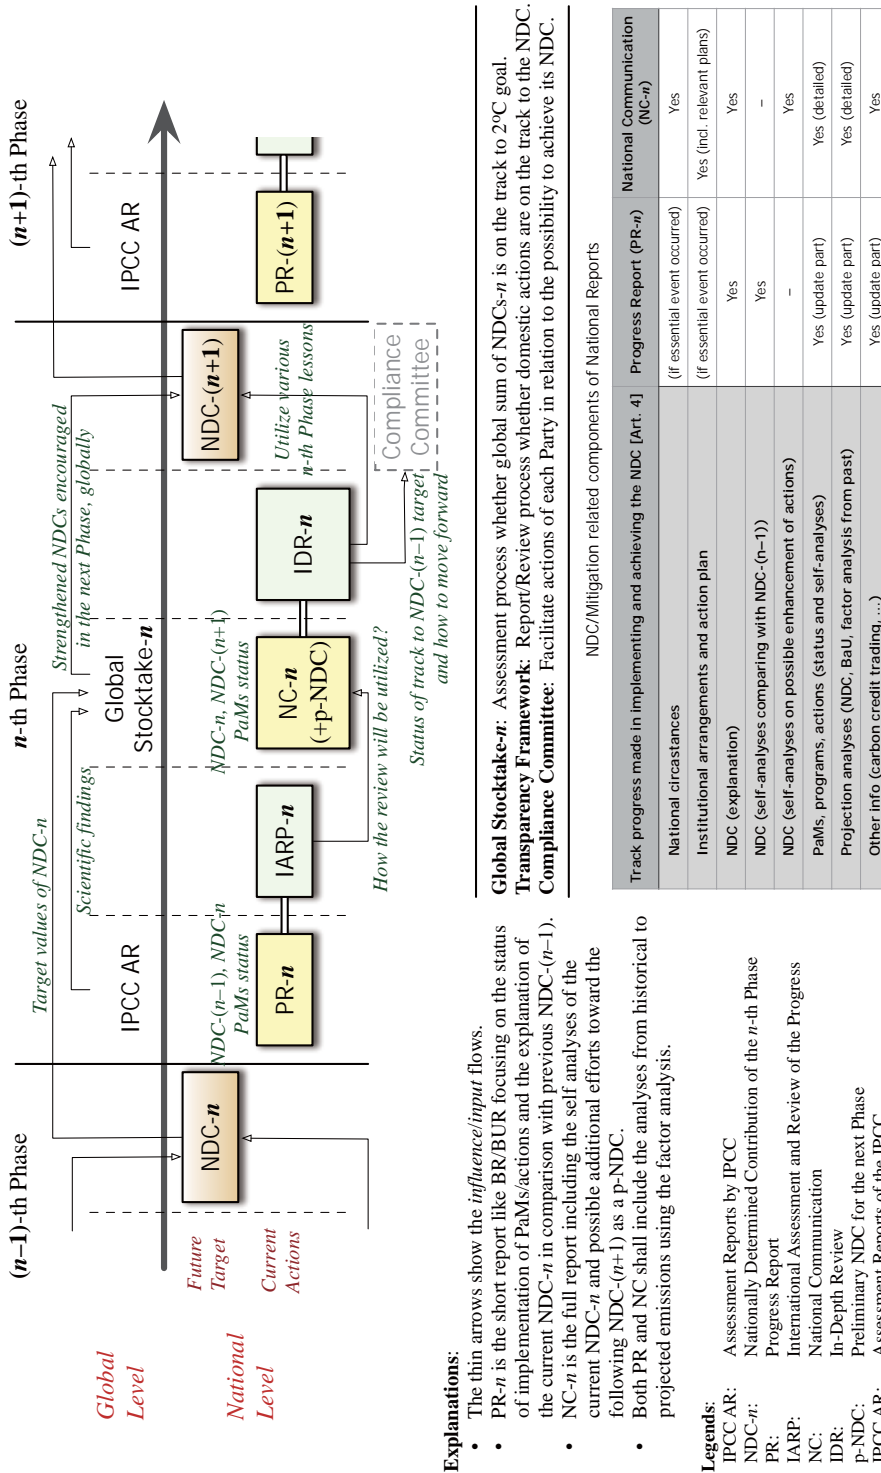 (n–1)-th Phase
n-th Phase
(n+1)-th Phase
Global
Level
National
Level
Future
Target
Current
Actions
Target values of NDC-n
Scientific findings
Strengthened NDCs encouraged
in the next Phase, globally
IPCC AR
Global
Stocktake-n
IPCC AR
NDC-n
NDC-(n–1), NDC-n
PaMs status
NDC-n, NDC-(n+1)
PaMs status
NDC-(n+1)
Utilize various
n-th Phase lessons
PR-n
IARP-n
NC-n
(+p-NDC)
IDR-n
PR-(n+1)
How the review will be utilized?
Compliance
Committee
Status of track to NDC-(n–1) target
and how to move forward
Explanations:
• The thin arrows show the influence/input flows.
• PR-n is the short report like BR/BUR focusing on the status
of implementation of PaMs/actions and the explanation of
the current NDC-n in comparison with previous NDC-(n–1).
• NC-n is the full report including the self analyses of the
current NDC-n and possible additional efforts toward the
following NDC-(n+1) as a p-NDC.
• Both PR and NC shall include the analyses from historical to
projected emissions using the factor analysis.
Legends:
IPCC AR: Assessment Reports by IPCC
NDC-n: Nationally Determined Contribution of the n-th Phase
PR: Progress Report
IARP: International Assessment and Review of the Progress
NC: National Communication
IDR: In-Depth Review
p-NDC: Preliminary NDC for the next Phase
IPCC AR: Assessment Reports of the IPCC
Global Stocktake-n: Assessment process whether global sum of NDCs-n is on the track to 2ºC goal.
Transparency Framework: Report/Review process whether domestic actions are on the track to the NDC.
Compliance Committee: Facilitate actions of each Party in relation to the possibility to achieve its NDC.
NDC/Mitigation related components of National Reports
Track progress made in implementing and achieving the NDC [Art. 4] Progress Report (PR-n) National Communication (NC-n)
National circastances (if essential event occurred) Yes
Institutional arrangements and action plan (if essential event occurred) Yes (incl. relevant plans)
NDC (explanation) Yes Yes
NDC (self-analyses comparing with NDC-(n–1)) Yes –
NDC (self-analyses on possible enhancement of actions) – Yes
PaMs, programs, actions (status and self-analyses) Yes (update part) Yes (detailed)
Projection analyses (NDC, BaU, factor analysis from past) Yes (update part) Yes (detailed)
Other info (carbon credit trading, ...) Yes (update part) Yes